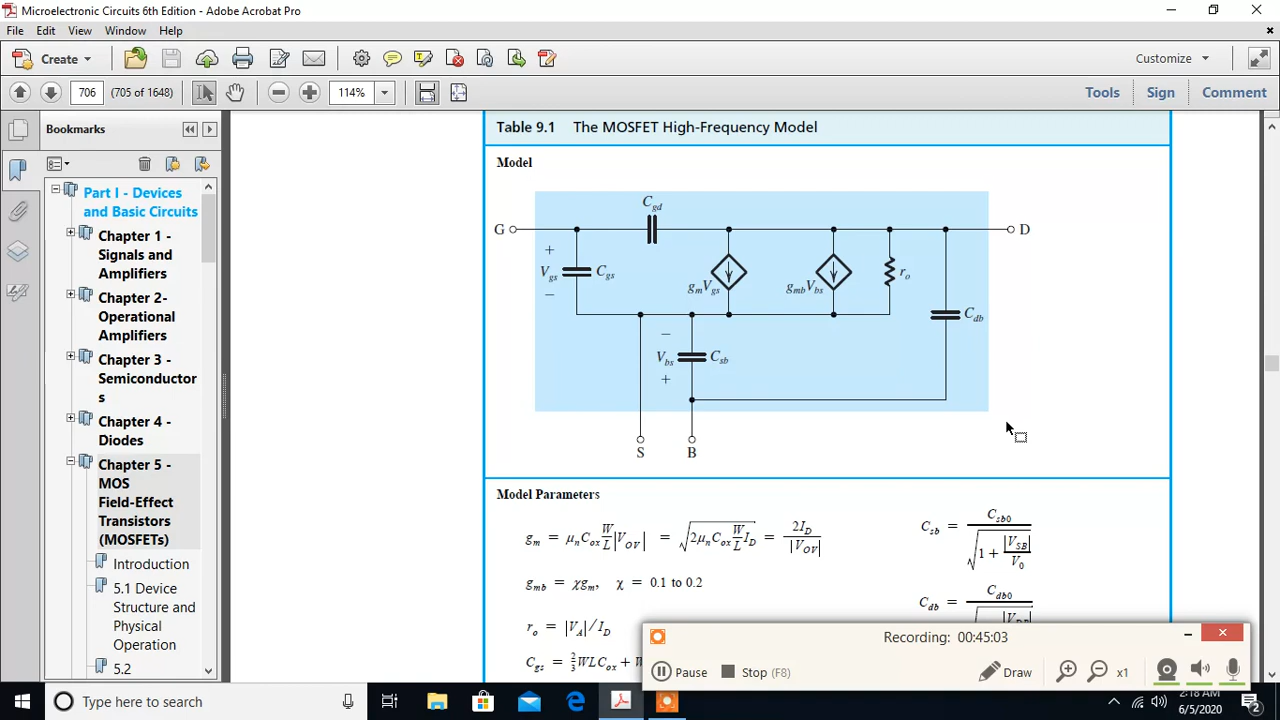 Microelectronic Circuits 6th Edition - Adobe Acrobat Pro
File Edit View Window Help
Create
Customize
706 (705 of 1648) 114%
Tools Sign Comment
Bookmarks
Part I - Devices
and Basic Circuits
Chapter 1 -
Signals and
Amplifiers
Chapter 2-
Operational
Amplifiers
Chapter 3 -
Semiconductor
s
Chapter 4 -
Diodes
Chapter 5 -
MOS
Field-Effect
Transistors
(MOSFETs)
Introduction
5.1 Device
Structure and
Physical
Operation
5.2
Table 9.1 The MOSFET High-Frequency Model
Model
C_gd
G
D
+
V_gs
−
C_gs
g_mV_gs
g_mbV_bs
r_o
C_db
−
V_bs
+
C_sb
S
B
Model Parameters
g_m = μ_nC_ox W/L |V_OV| = √(2μ_nC_ox W/L I_D) = 2I_D/|V_OV|
g_mb = χg_m, χ = 0.1 to 0.2
r_o = |V_A|/I_D
C_gs = 2/3 WLC_ox +
C_sb = C_sb0/√(1 + |V_SB|/V_0)
C_db = C_db0
Recording: 00:45:03
Pause Stop (F8) Draw x1
Type here to search
2:18 AM
6/5/2020
2